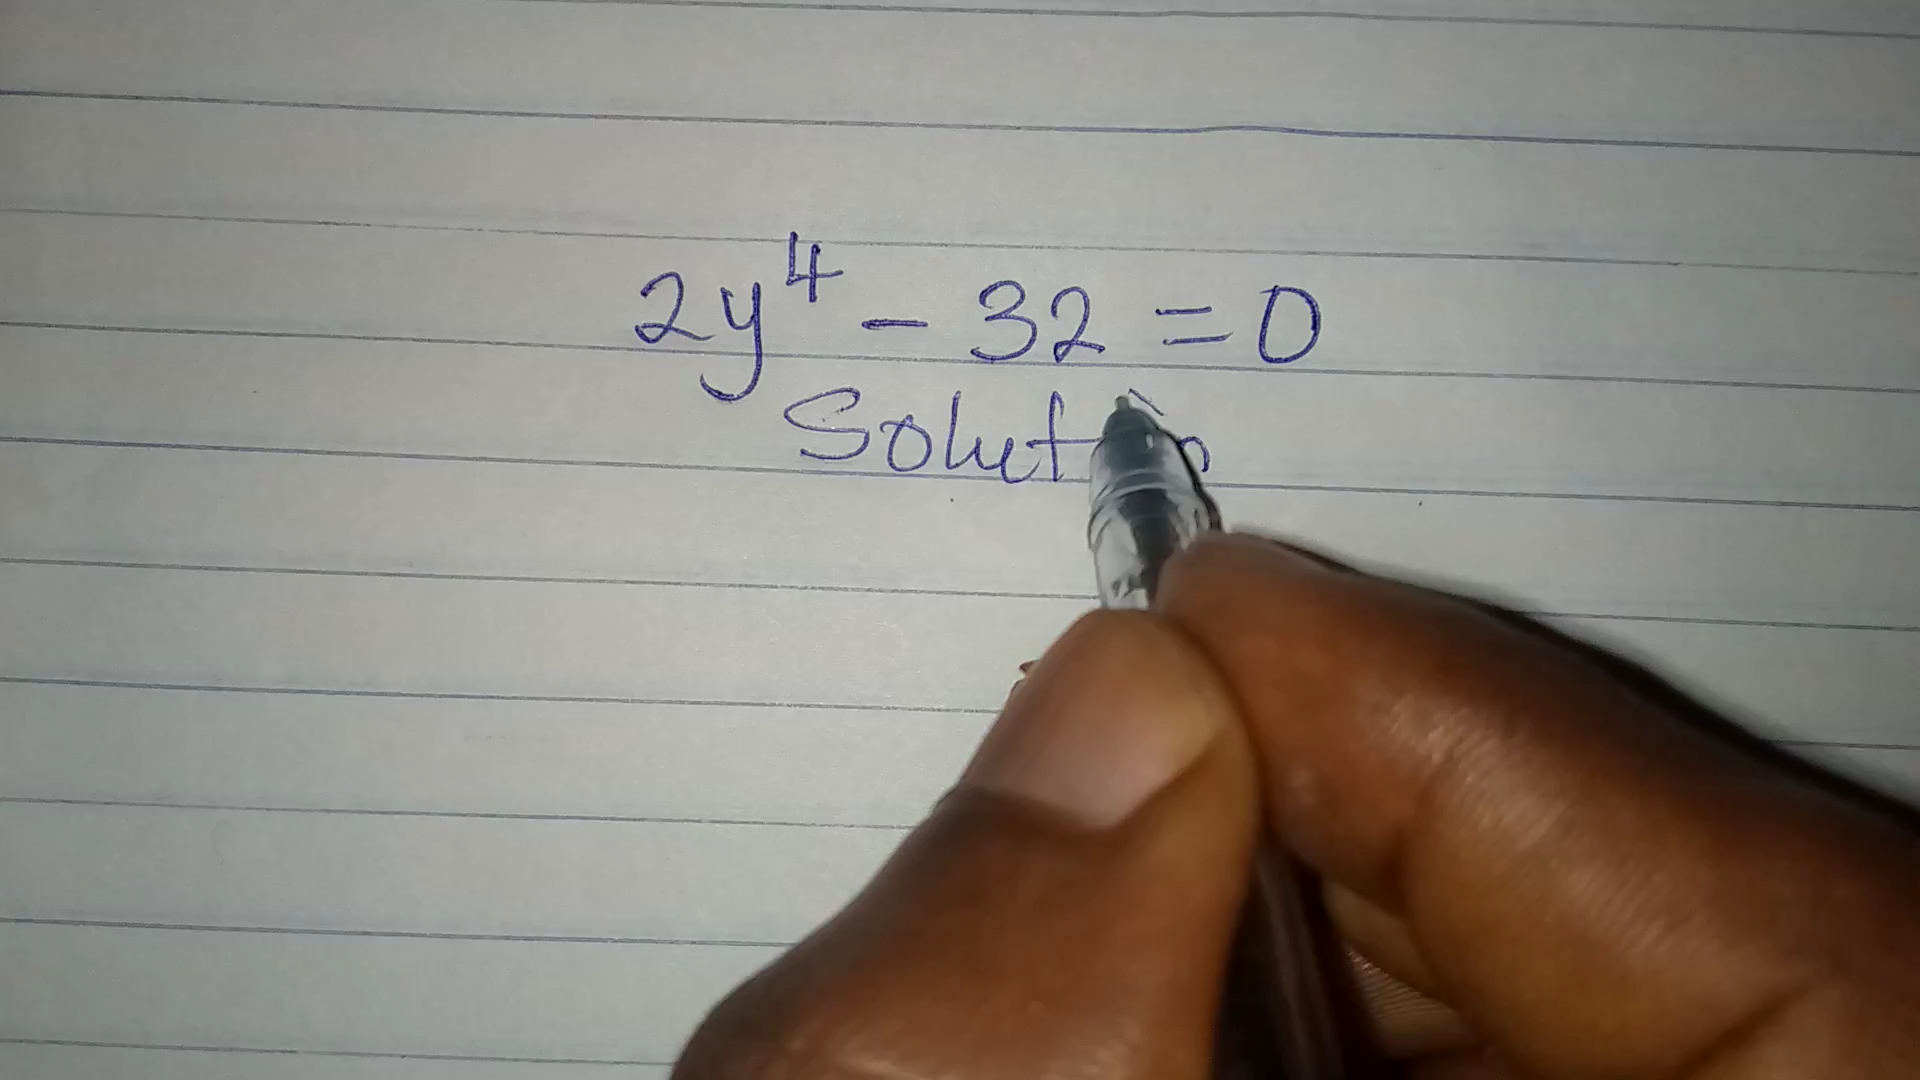 2y⁴ - 32 = 0